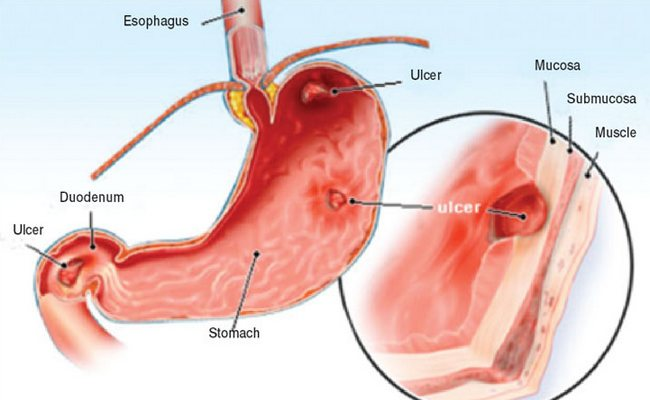 Esophagus
Ulcer
Mucosa
Submucosa
Muscle
Duodenum
Ulcer
ulcer
Stomach